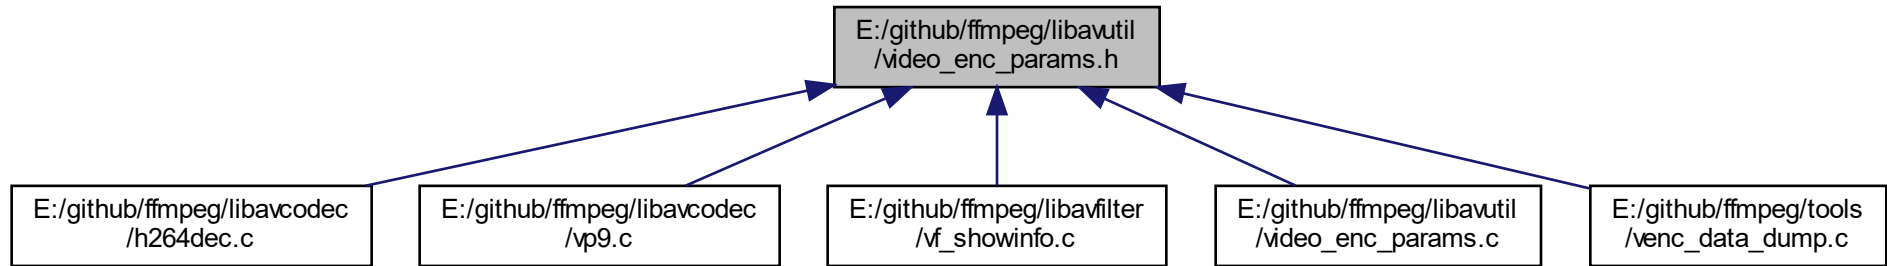 E:/github/ffmpeg/libavutil
/video_enc_params.h
E:/github/ffmpeg/libavcodec
/h264dec.c
E:/github/ffmpeg/libavcodec
/vp9.c
E:/github/ffmpeg/libavfilter
/vf_showinfo.c
E:/github/ffmpeg/libavutil
/video_enc_params.c
E:/github/ffmpeg/tools
/venc_data_dump.c